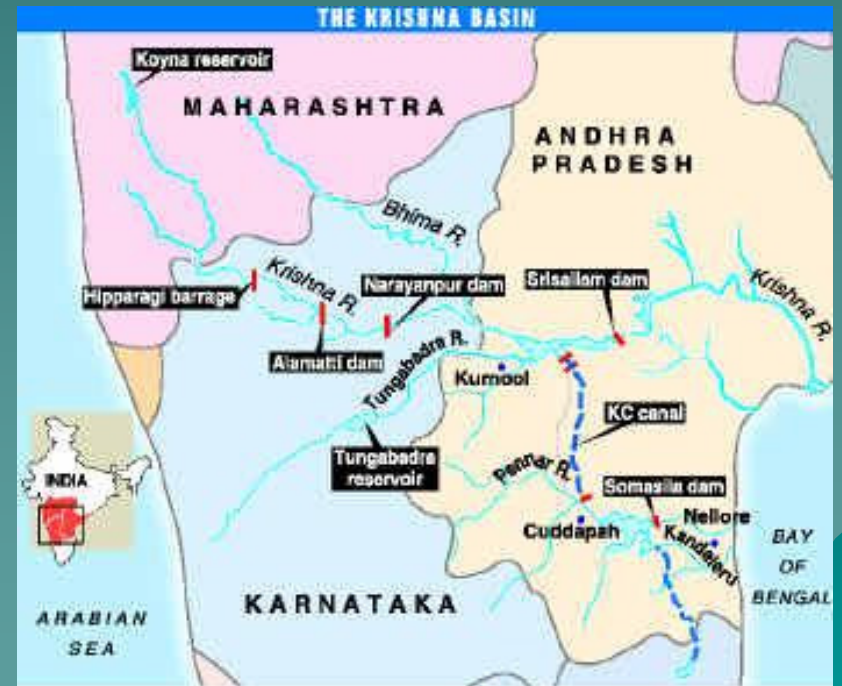 THE KRISHNA BASIN
Koyna reservoir
MAHARASHTRA
ANDHRA
PRADESH
Bhima R.
Krishna R.
Narayanpur dam
Srisailam dam
Krishna R.
Hipparagi barrage
Alamatti dam
Tungabadra R.
Kurnool
KC canal
Tungabadra
reservoir
Pennar R.
Somasila dam
INDIA
Cuddapah
Nellore
Kandeleru
BAY
OF
BENGAL
KARNATAKA
ARABIAN
SEA